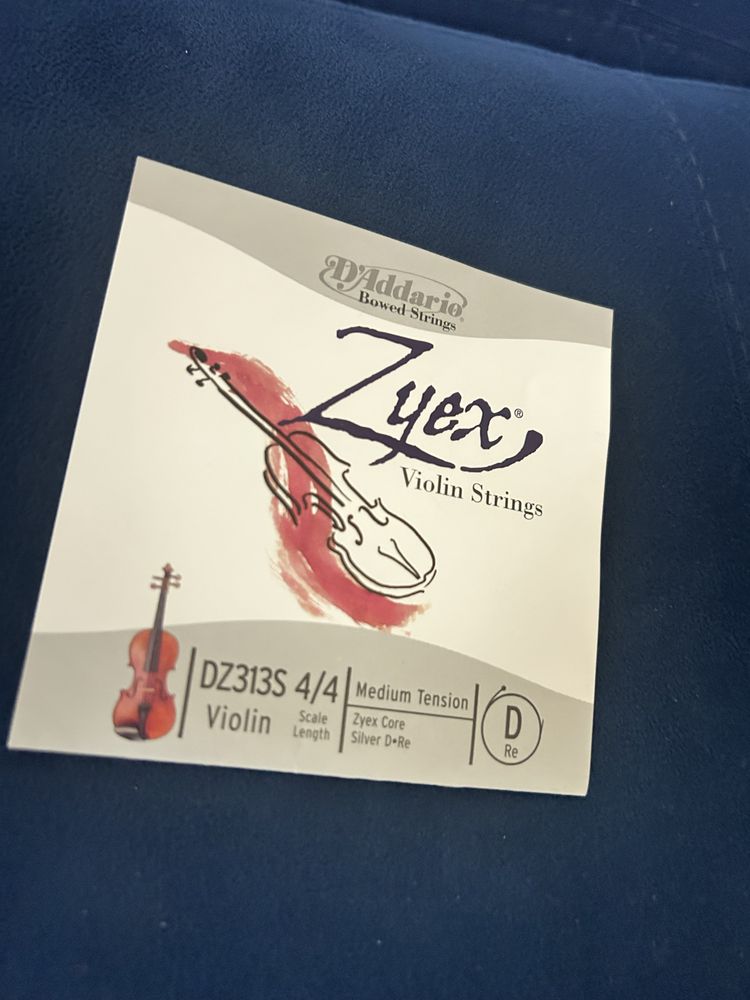 D'Addario®
Bowed Strings
Zyex®
Violin Strings
DZ313S 4/4
Violin
Scale
Length
Medium Tension
Zyex Core
Silver D•Re
D
Re